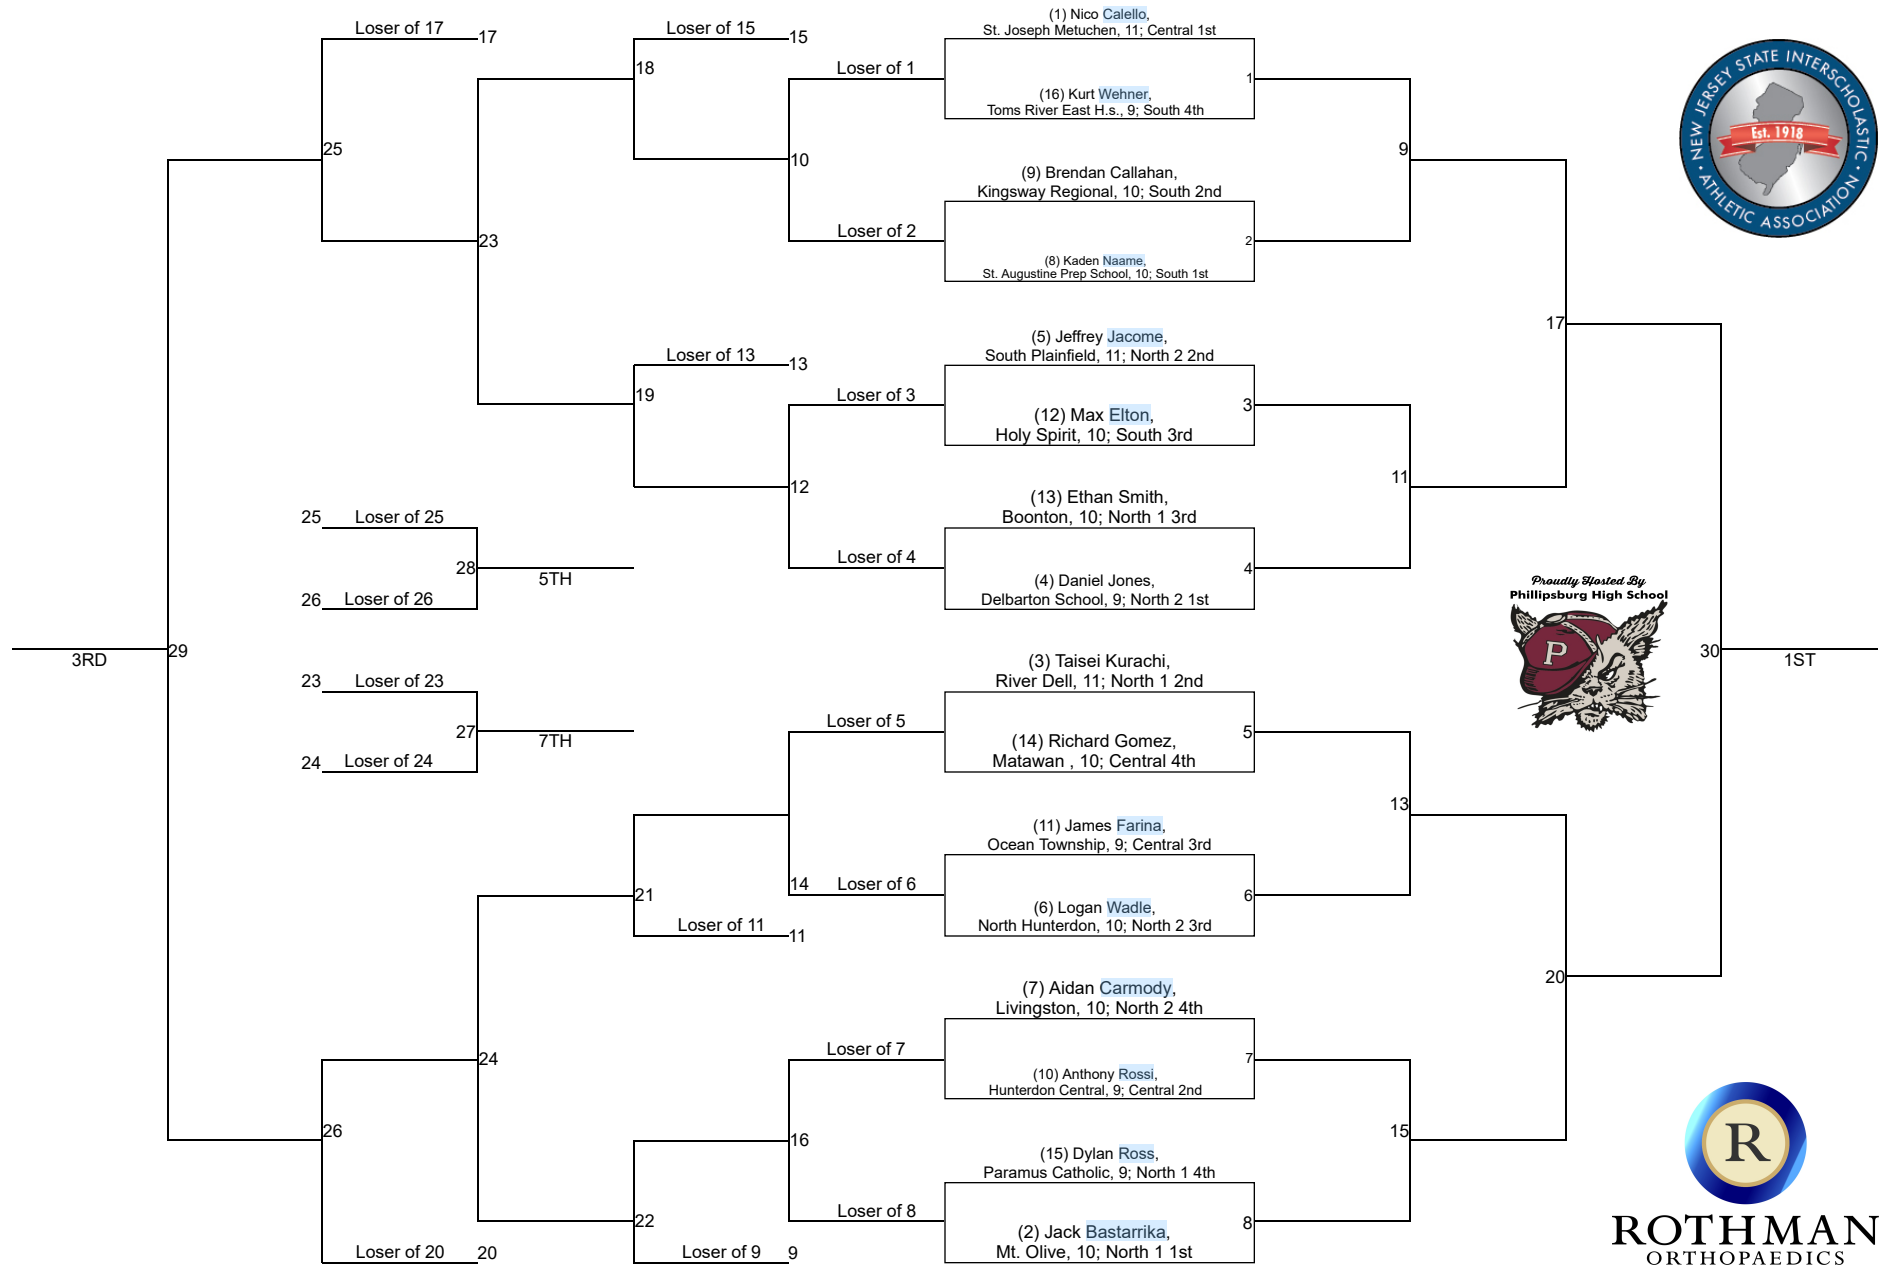 Loser of 17
17
Loser of 15
15
(1) Nico Calello,
St. Joseph Metuchen, 11; Central 1st
18
Loser of 1
1
(16) Kurt Wehner,
Toms River East H.s., 9; South 4th
25
10
9
(9) Brendan Callahan,
Kingsway Regional, 10; South 2nd
23
Loser of 2
2
(8) Kaden Naame,
St. Augustine Prep School, 10; South 1st
NEW JERSEY STATE INTERSCHOLASTIC
ATHLETIC ASSOCIATION
Est. 1918
17
(5) Jeffrey Jacome,
South Plainfield, 11; North 2 2nd
Loser of 13
13
19
Loser of 3
3
(12) Max Elton,
Holy Spirit, 10; South 3rd
12
11
(13) Ethan Smith,
Boonton, 10; North 1 3rd
25
Loser of 25
Loser of 4
4
28
5TH
(4) Daniel Jones,
Delbarton School, 9; North 2 1st
26
Loser of 26
Proudly Hosted By
Phillipsburg High School
P
3RD
29
30
1ST
(3) Taisei Kurachi,
River Dell, 11; North 1 2nd
23
Loser of 23
27
7TH
Loser of 5
5
(14) Richard Gomez,
Matawan , 10; Central 4th
24
Loser of 24
13
(11) James Farina,
Ocean Township, 9; Central 3rd
21
14
Loser of 6
6
(6) Logan Wadle,
North Hunterdon, 10; North 2 3rd
Loser of 11
11
20
(7) Aidan Carmody,
Livingston, 10; North 2 4th
24
Loser of 7
7
(10) Anthony Rossi,
Hunterdon Central, 9; Central 2nd
26
16
15
(15) Dylan Ross,
Paramus Catholic, 9; North 1 4th
22
Loser of 8
8
(2) Jack Bastarrika,
Mt. Olive, 10; North 1 1st
Loser of 20
20
Loser of 9
9
R
ROTHMAN
ORTHOPAEDICS